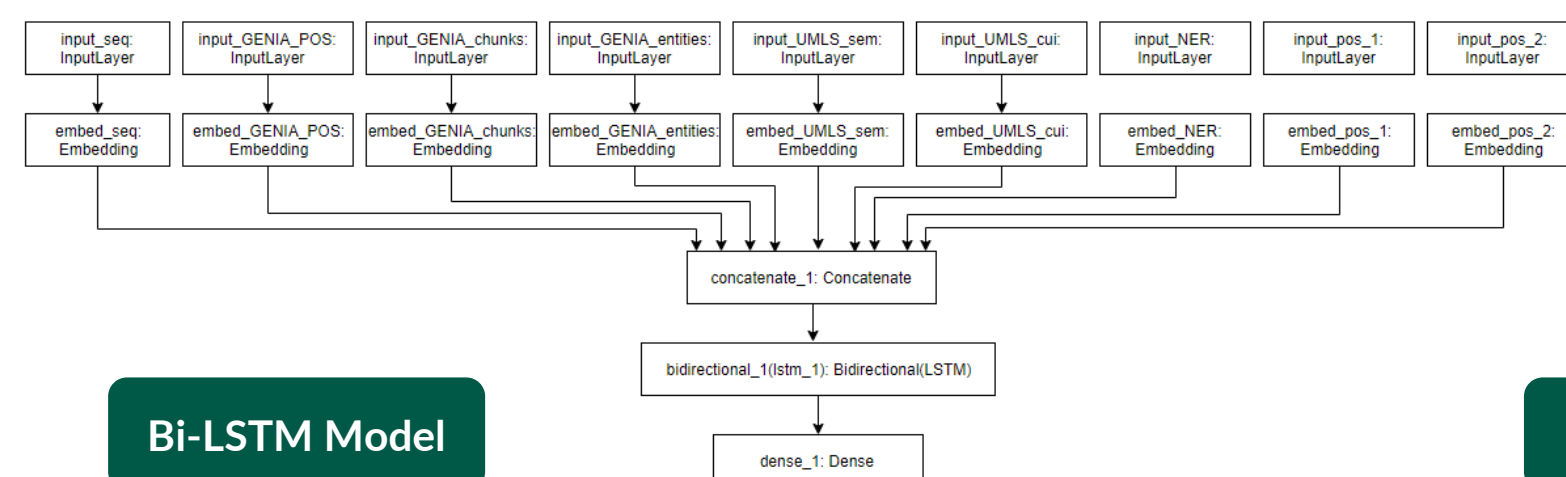 input_seq:
InputLayer
input_GENIA_POS:
InputLayer
input_GENIA_chunks:
InputLayer
input_GENIA_entities:
InputLayer
input_UMLS_sem:
InputLayer
input_UMLS_cui:
InputLayer
input_NER:
InputLayer
input_pos_1:
InputLayer
input_pos_2:
InputLayer
embed_seq:
Embedding
embed_GENIA_POS:
Embedding
embed_GENIA_chunks:
Embedding
embed_GENIA_entities:
Embedding
embed_UMLS_sem:
Embedding
embed_UMLS_cui:
Embedding
embed_NER:
Embedding
embed_pos_1:
Embedding
embed_pos_2:
Embedding
concatenate_1: Concatenate
bidirectional_1(lstm_1): Bidirectional(LSTM)
Bi-LSTM Model
dense_1: Dense